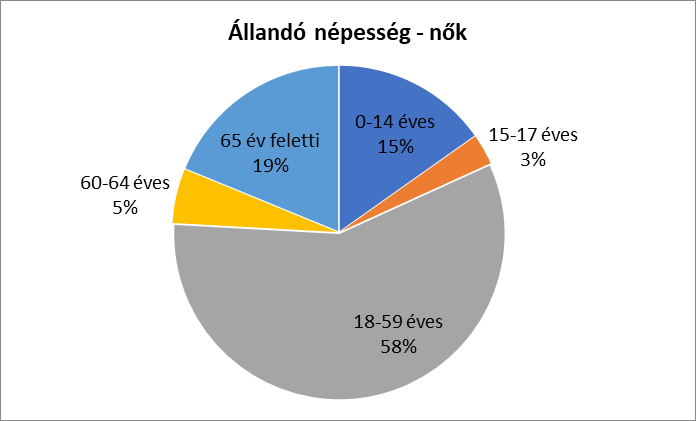 Állandó népesség - nők
0-14 éves
15%
15-17 éves
3%
18-59 éves
58%
60-64 éves
5%
65 év feletti
19%